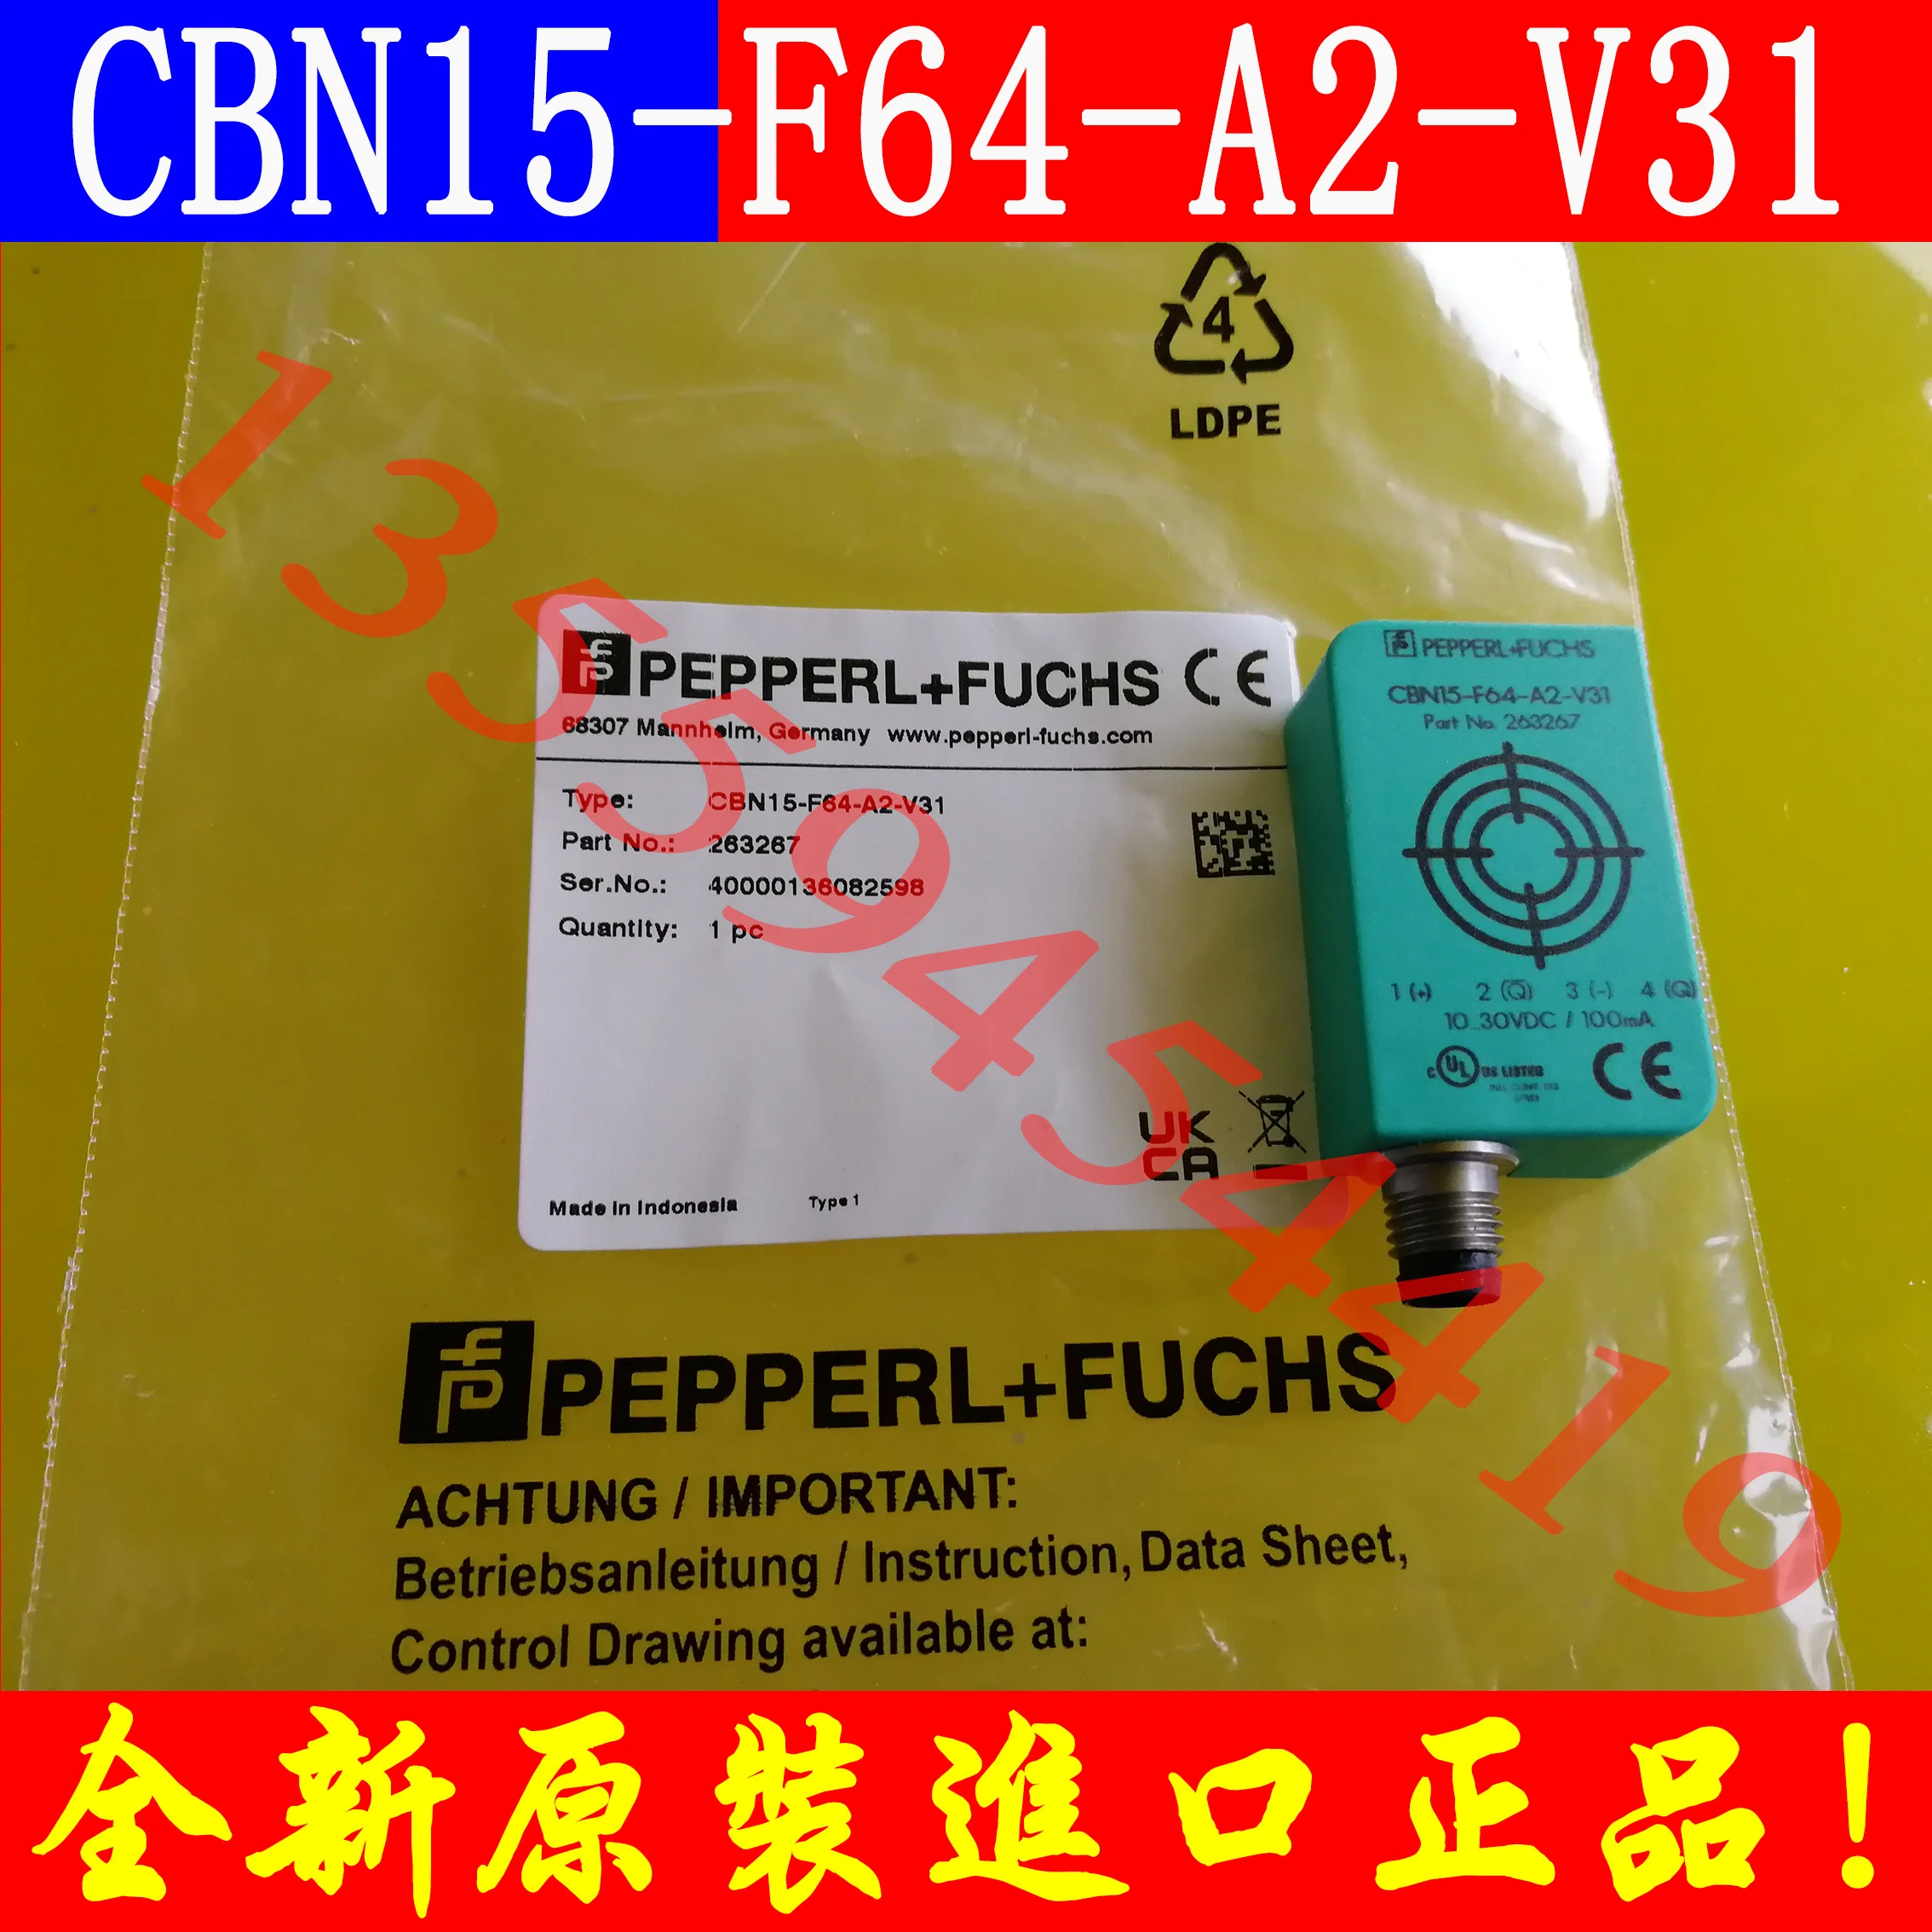 CBN15-F64-A2-V31
4
LDPE
PEPPERL+FUCHS CE
68307 Mannheim, Germany www.pepperl-fuchs.com
Type: CBN15-F64-A2-V31
Part No.: 263267
Ser.No.: 40000136082598
Quantity: 1 pc
UK
CA
Made in Indonesia Type 1
PEPPERL+FUCHS
CBN15-F64-A2-V31
Part No. 263267
1 (+) 2 (Q̅) 3 (-) 4 (Q)
10...30VDC / 100mA
c UL us LISTED CE
13559454419
PEPPERL+FUCHS
ACHTUNG / IMPORTANT:
Betriebsanleitung / Instruction, Data Sheet,
Control Drawing available at:
全新原裝進口正品！